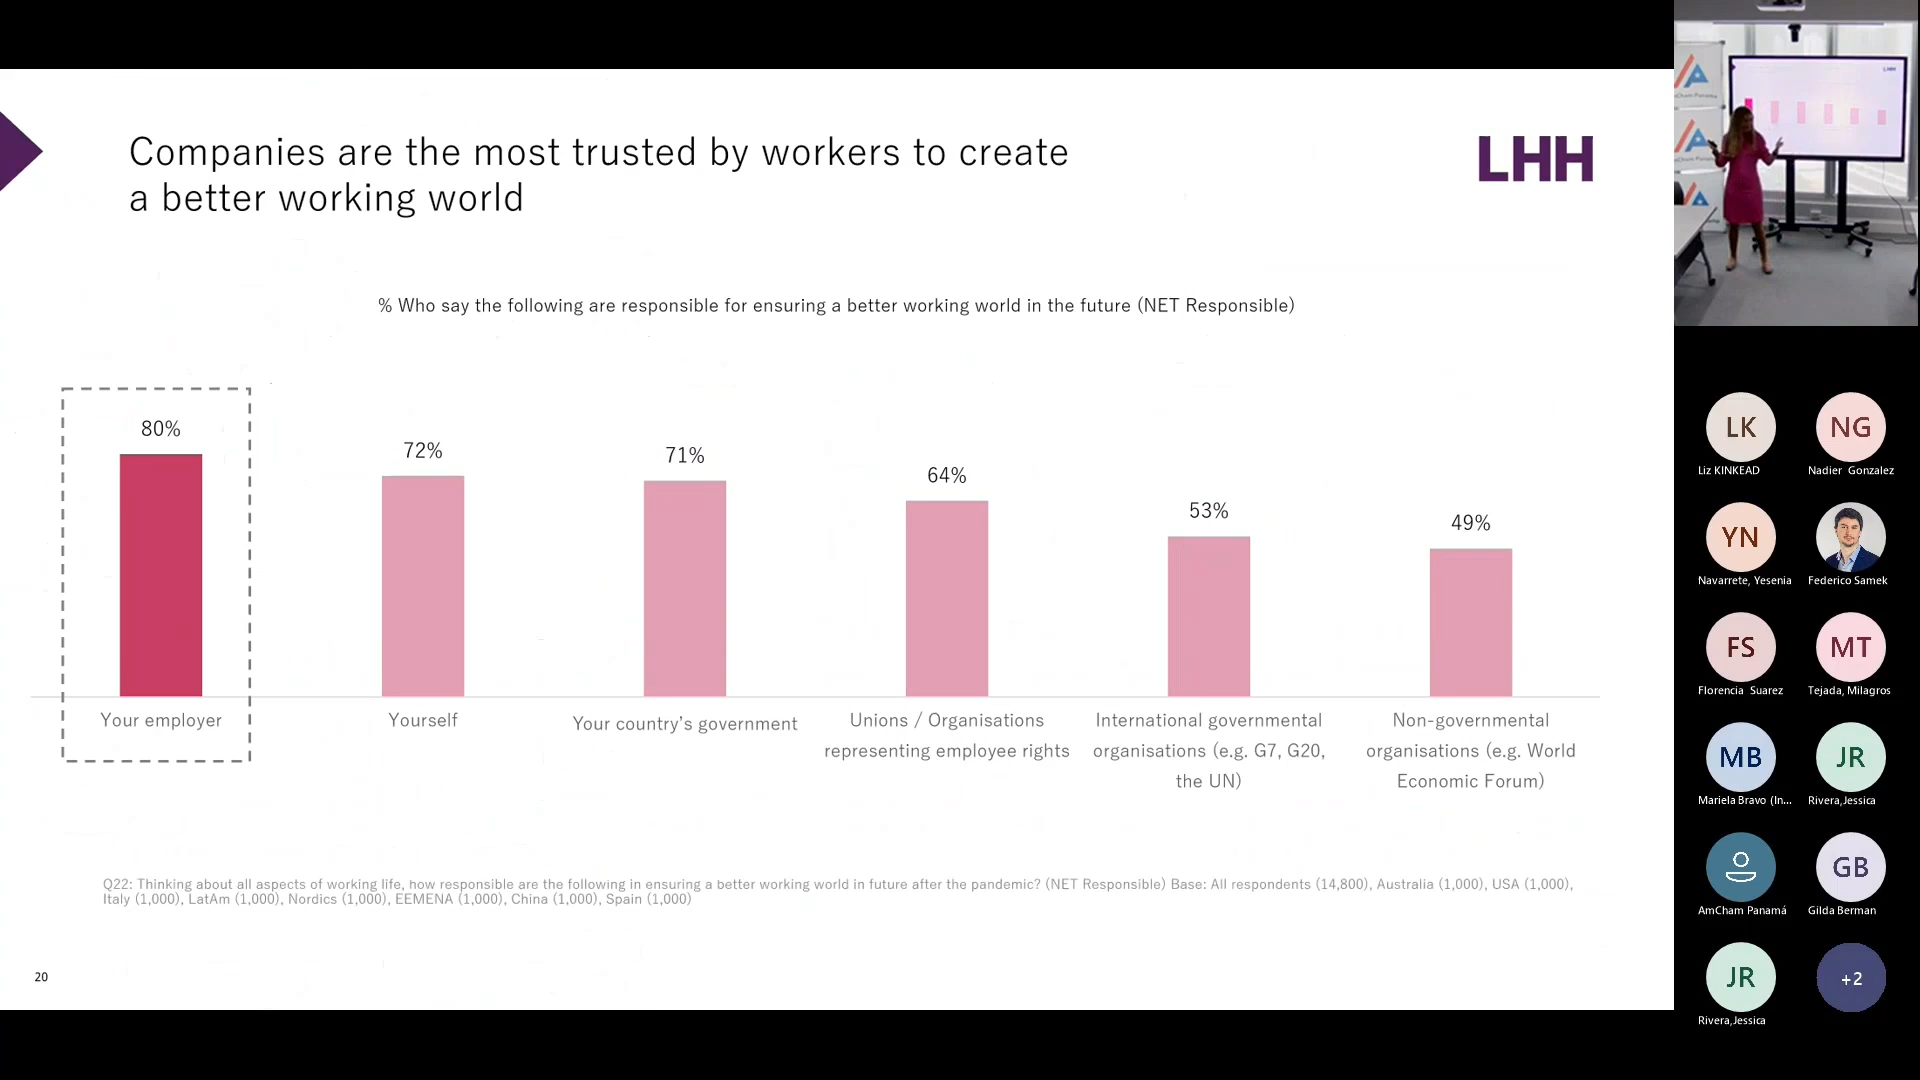 Companies are the most trusted by workers to create
a better working world
LHH
% Who say the following are responsible for ensuring a better working world in the future (NET Responsible)
80%
72%
71%
64%
53%
49%
Your employer
Yourself
Your country’s government
Unions / Organisations
representing employee rights
International governmental
organisations (e.g. G7, G20,
the UN)
Non-governmental
organisations (e.g. World
Economic Forum)
Q22: Thinking about all aspects of working life, how responsible are the following in ensuring a better working world in future after the pandemic? (NET Responsible) Base: All respondents (14,800), Australia (1,000), USA (1,000),
Italy (1,000), LatAm (1,000), Nordics (1,000), EEMENA (1,000), China (1,000), Spain (1,000)
20
LHH
LK
Liz KINKEAD
NG
Nadier Gonzalez
YN
Navarrete, Yesenia
Federico Samek
FS
Florencia Suarez
MT
Tejada, Milagros
MB
Mariela Bravo (In...
JR
Rivera,Jessica
AmCham Panamá
GB
Gilda Berman
JR
Rivera,Jessica
+2